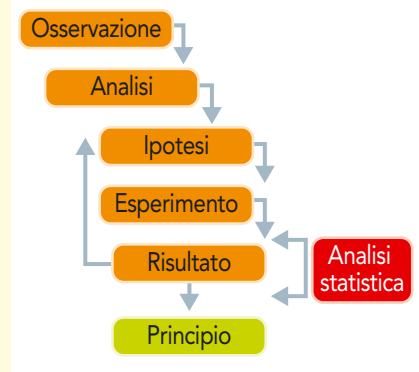 Osservazione
Analisi
Ipotesi
Esperimento
Risultato
Analisi
statistica
Principio